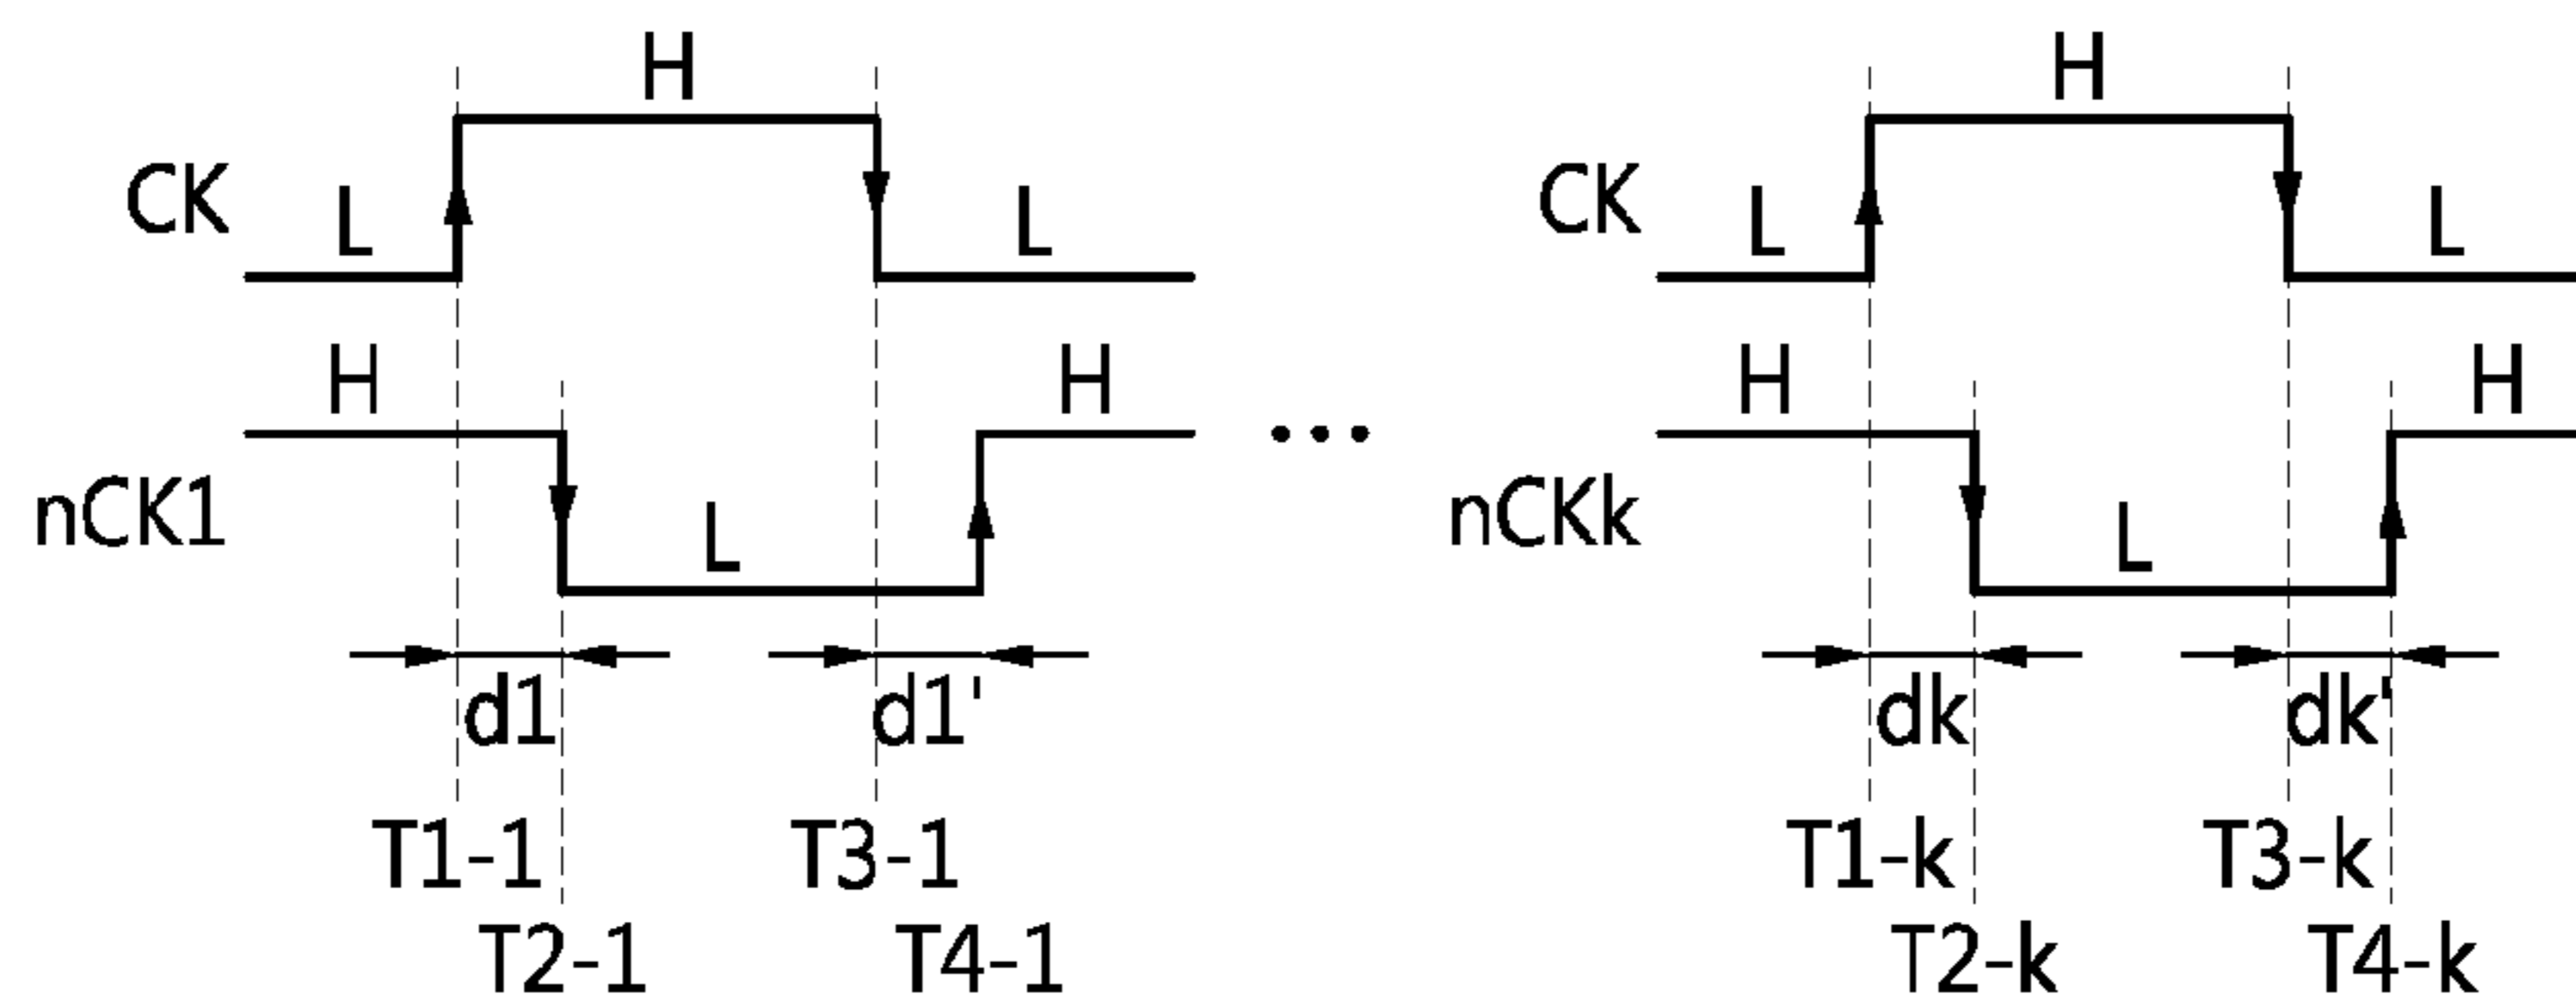 H H
CK L L CK L L
H H H H
nCK1 L ... nCKk L
d1 d1' dk dk'
T1-1 T3-1 T1-k T3-k
T2-1 T4-1 T2-k T4-k